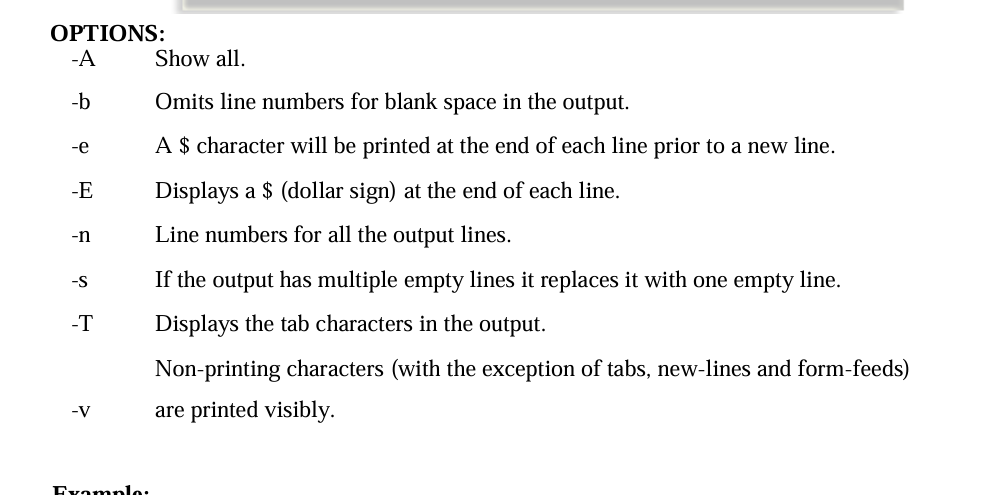 OPTIONS:
-A Show all.
-b Omits line numbers for blank space in the output.
-e A $ character will be printed at the end of each line prior to a new line.
-E Displays a $ (dollar sign) at the end of each line.
-n Line numbers for all the output lines.
-s If the output has multiple empty lines it replaces it with one empty line.
-T Displays the tab characters in the output.
Non-printing characters (with the exception of tabs, new-lines and form-feeds)
-v are printed visibly.
Example: